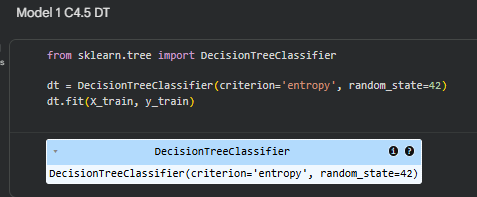 Model 1 C4.5 DT
s
from sklearn.tree import DecisionTreeClassifier
dt = DecisionTreeClassifier(criterion='entropy', random_state=42)
dt.fit(X_train, y_train)
DecisionTreeClassifier
DecisionTreeClassifier(criterion='entropy', random_state=42)